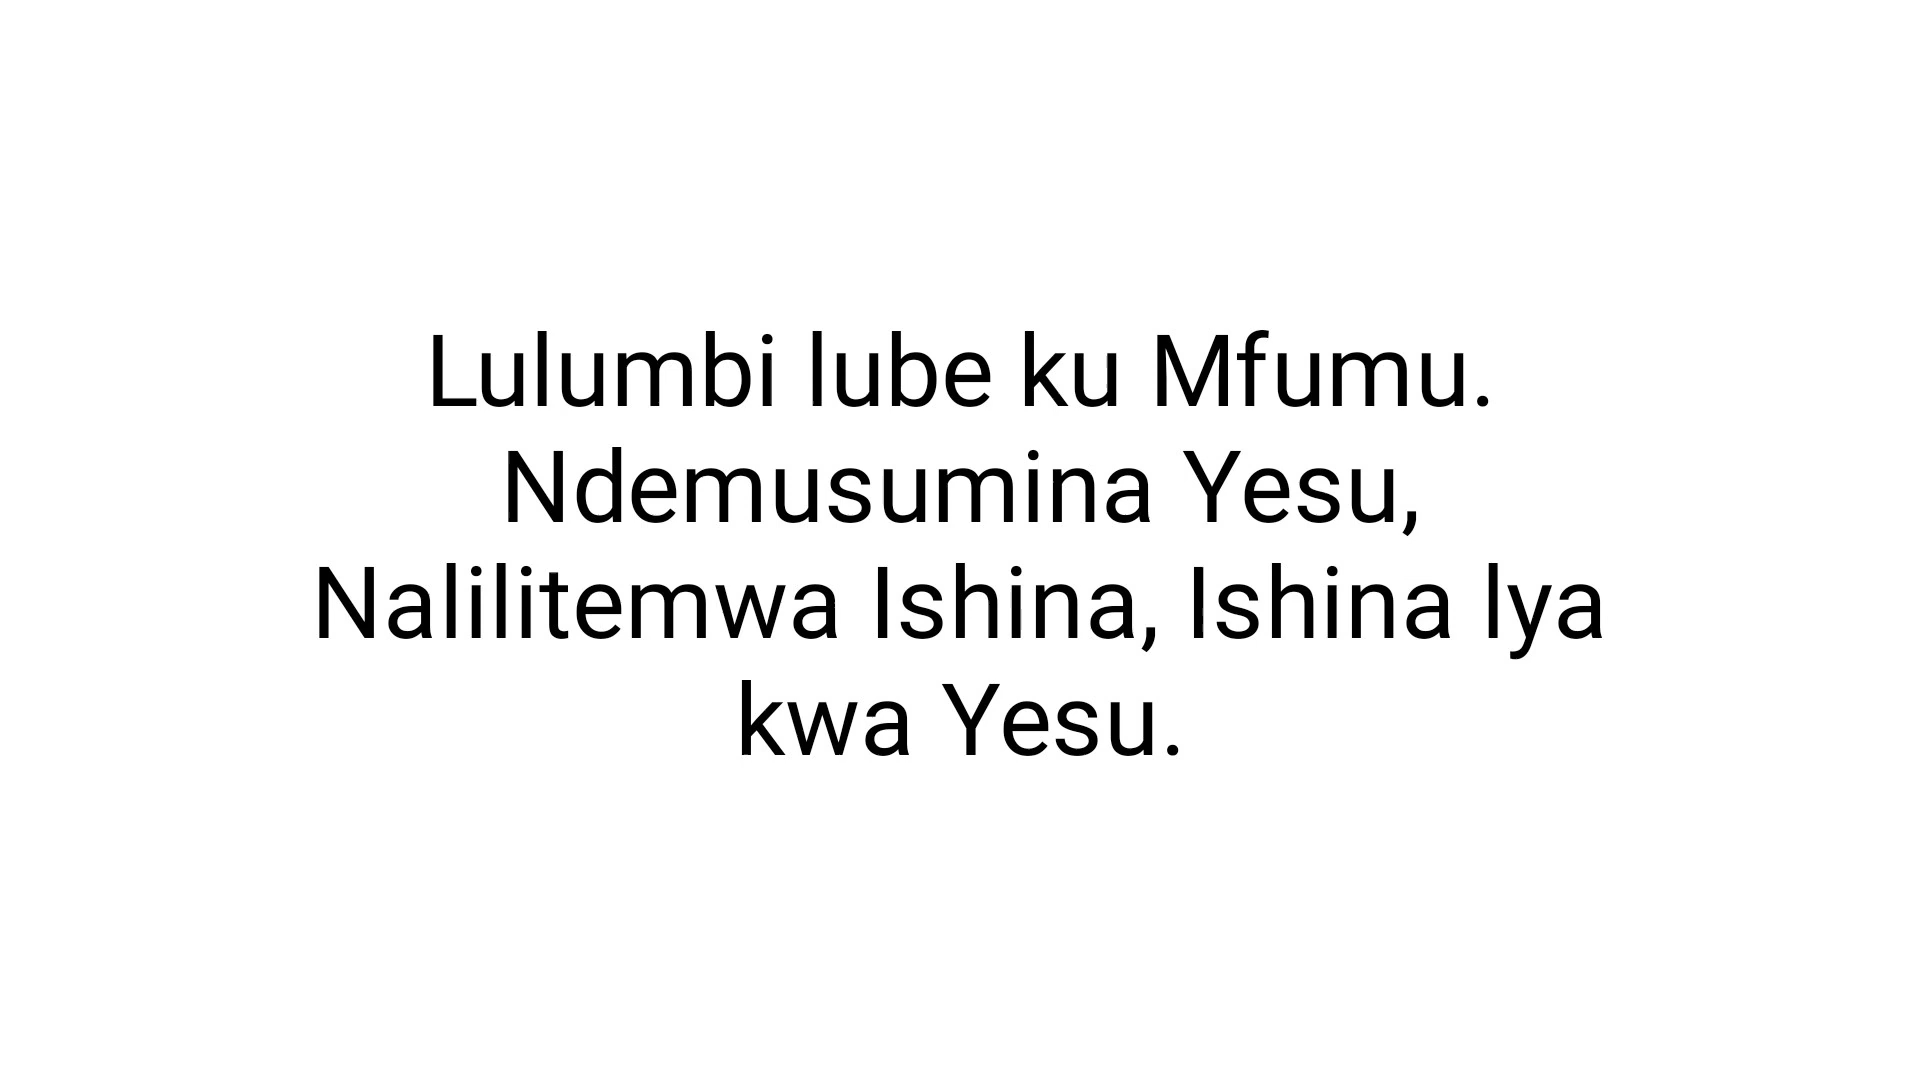 Lulumbi lube ku Mfumu.
Ndemusumina Yesu,
Nalilitemwa Ishina, Ishina lya
kwa Yesu.